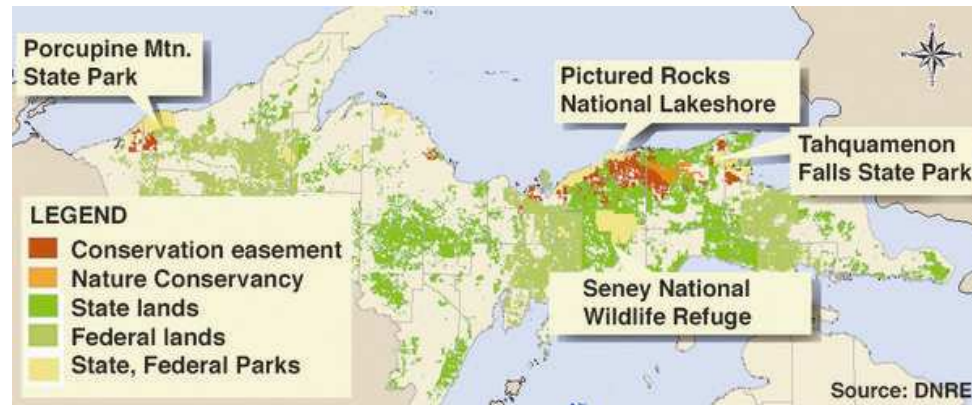 Porcupine Mtn.
State Park
Pictured Rocks
National Lakeshore
Tahquamenon
Falls State Park
LEGEND
Conservation easement
Nature Conservancy
State lands
Federal lands
State, Federal Parks
Seney National
Wildlife Refuge
Source: DNRE